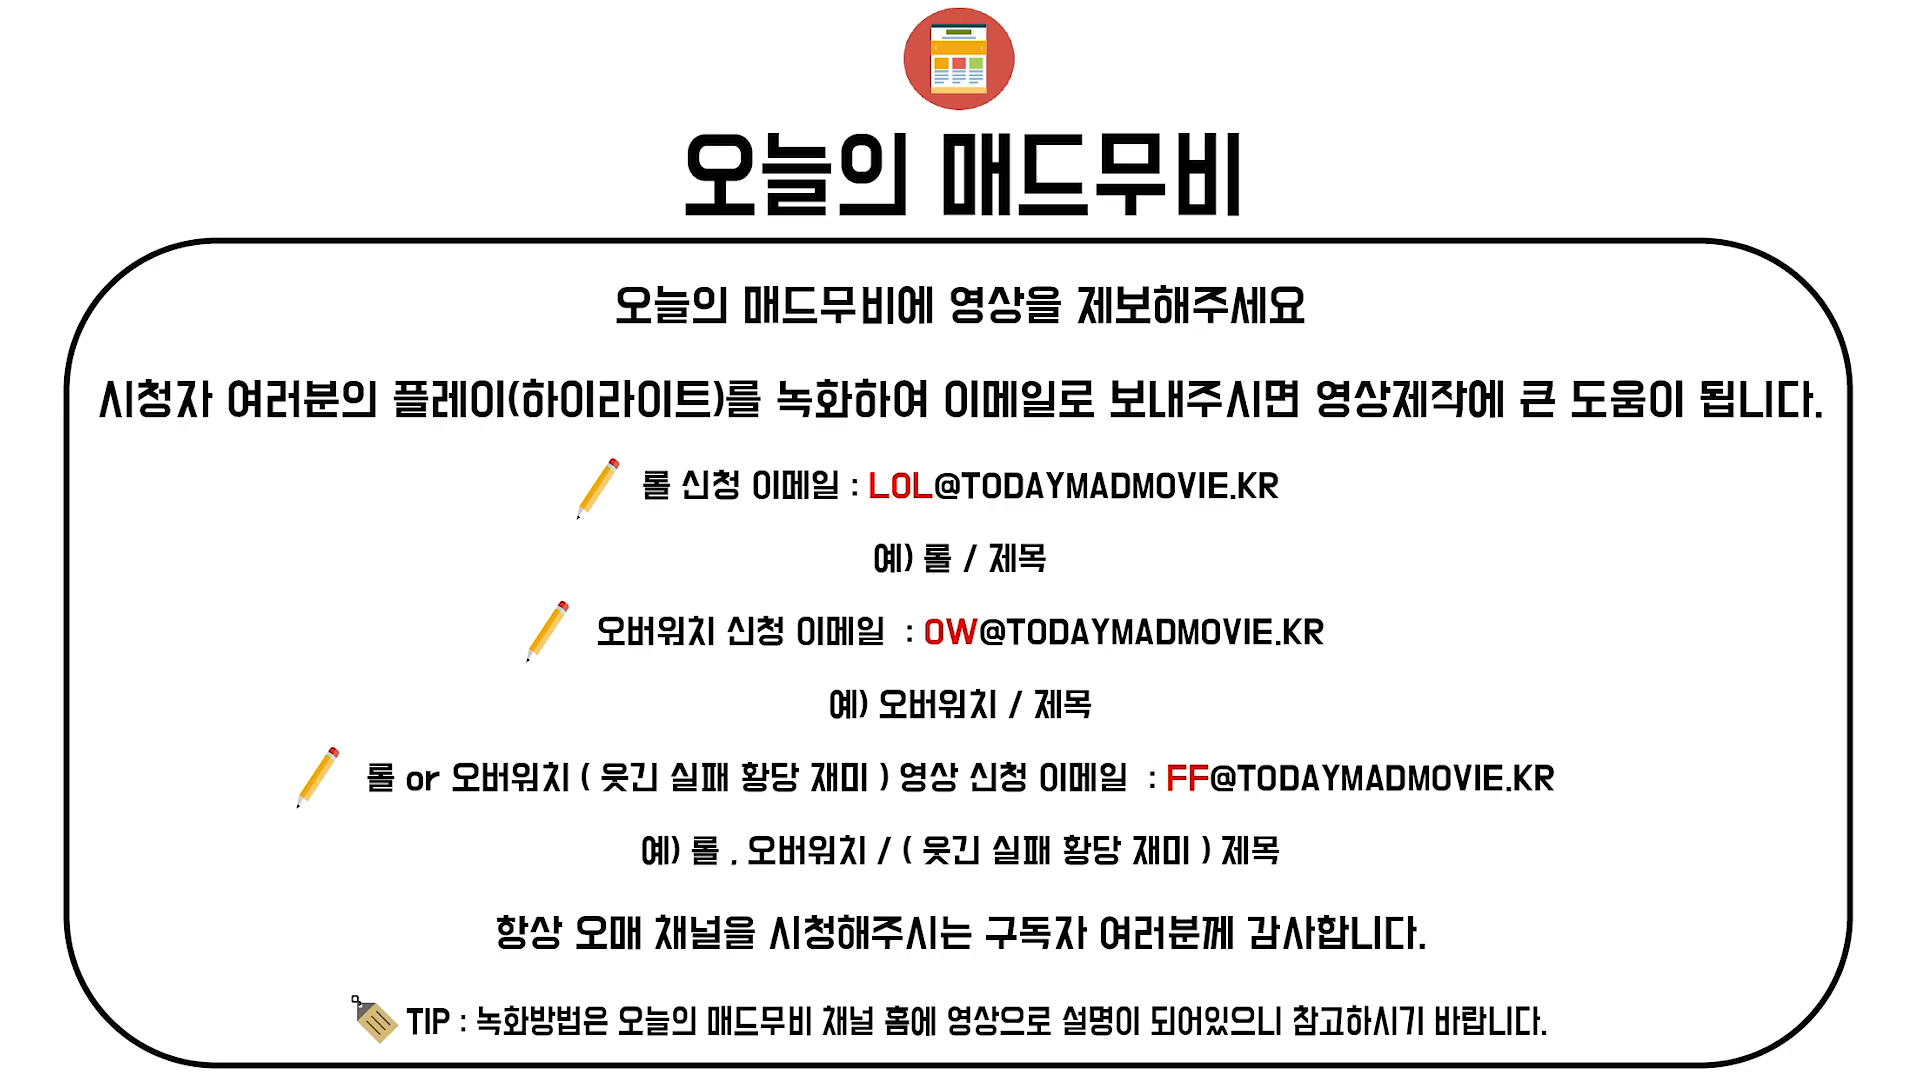 오늘의 매드무비
오늘의 매드무비에 영상을 제보해주세요
시청자 여러분의 플레이(하이라이트)를 녹화하여 이메일로 보내주시면 영상제작에 큰 도움이 됩니다.
롤 신청 이메일 : LOL@TODAYMADMOVIE.KR
예) 롤 / 제목
오버워치 신청 이메일 : OW@TODAYMADMOVIE.KR
예) 오버워치 / 제목
롤 or 오버워치 ( 웃긴 실패 황당 재미 ) 영상 신청 이메일 : FF@TODAYMADMOVIE.KR
예) 롤 . 오버워치 / ( 웃긴 실패 황당 재미 ) 제목
항상 오매 채널을 시청해주시는 구독자 여러분께 감사합니다.
TIP : 녹화방법은 오늘의 매드무비 채널 홈에 영상으로 설명이 되어있으니 참고하시기 바랍니다.